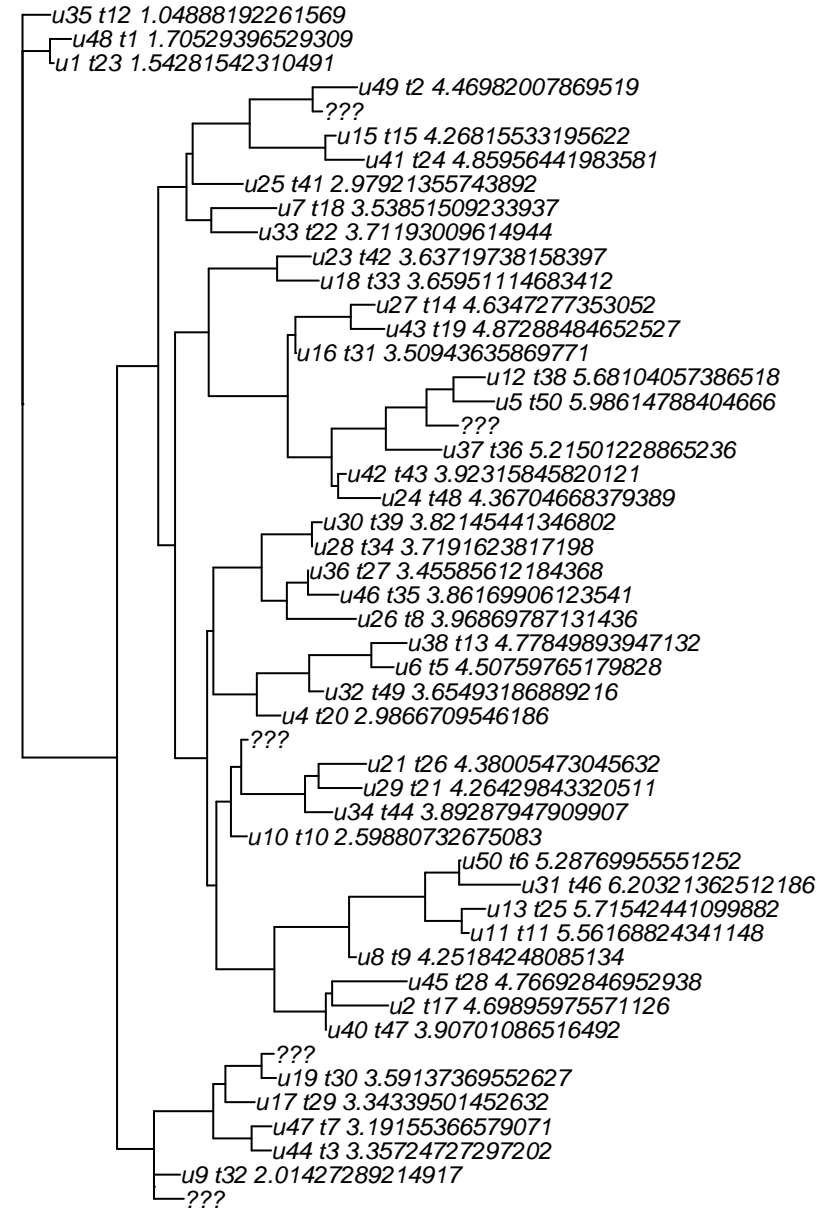 u35 t12 1.04888192261569
u48 t1 1.70529396529309
u1 t23 1.54281542310491
u49 t2 4.46982007869519
???
u15 t15 4.26815533195622
u41 t24 4.85956441983581
u25 t41 2.97921355743892
u7 t18 3.53851509233937
u33 t22 3.71193009614944
u23 t42 3.63719738158397
u18 t33 3.65951114683412
u27 t14 4.6347277353052
u43 t19 4.87288484652527
u16 t31 3.50943635869771
u12 t38 5.68104057386518
u5 t50 5.98614788404666
???
u37 t36 5.21501228865236
u42 t43 3.92315845820121
u24 t48 4.36704668379389
u30 t39 3.82145441346802
u28 t34 3.7191623817198
u36 t27 3.45585612184368
u46 t35 3.86169906123541
u26 t8 3.96869787131436
u38 t13 4.77849893947132
u6 t5 4.50759765179828
u32 t49 3.65493186889216
u4 t20 2.9866709546186
???
u21 t26 4.38005473045632
u29 t21 4.26429843320511
u34 t44 3.89287947909907
u10 t10 2.59880732675083
u50 t6 5.28769955551252
u31 t46 6.20321362512186
u13 t25 5.71542441099882
u11 t11 5.56168824341148
u8 t9 4.25184248085134
u45 t28 4.76692846952938
u2 t17 4.69895975571126
u40 t47 3.90701086516492
???
u19 t30 3.59137369552627
u17 t29 3.34339501452632
u47 t7 3.19155366579071
u44 t3 3.35724727297202
u9 t32 2.01427289214917
???